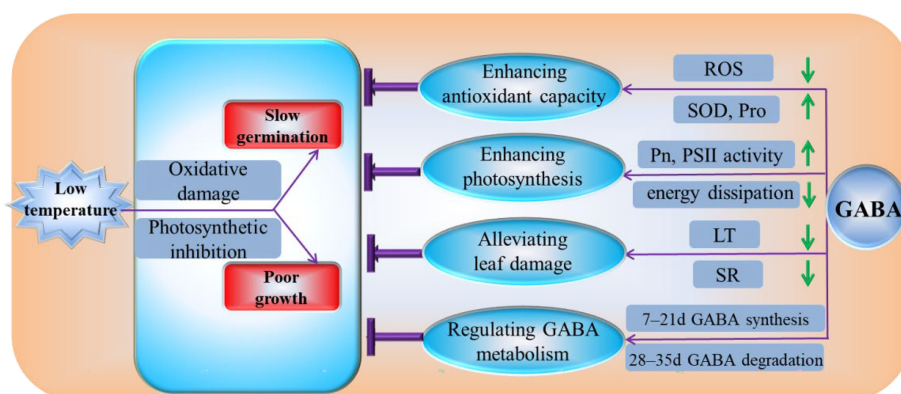 Low
temperature
Oxidative
damage
Photosynthetic
inhibition
Slow
germination
Poor
growth
Enhancing
antioxidant capacity
ROS
SOD, Pro
Enhancing
photosynthesis
Pn, PSII activity
energy dissipation
Alleviating
leaf damage
LT
SR
Regulating GABA
metabolism
7–21d GABA synthesis
28–35d GABA degradation
GABA